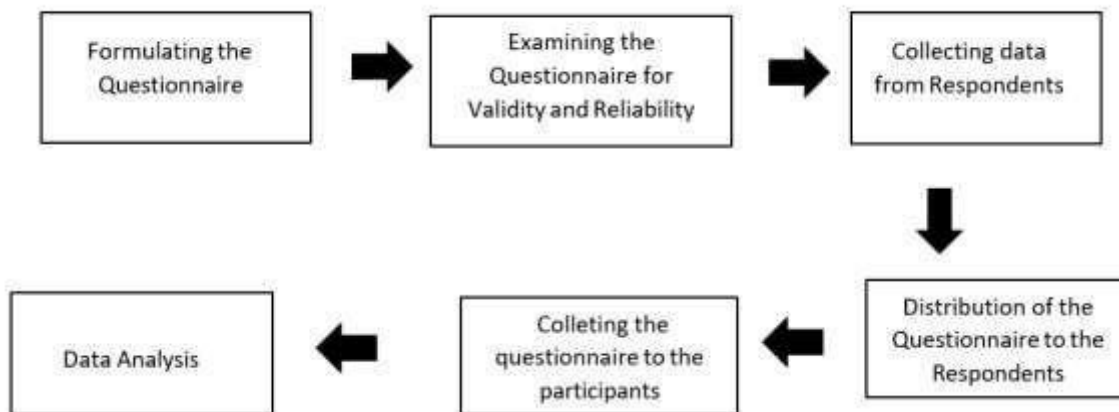 Formulating the
Questionnaire
Examining the
Questionnaire for
Validity and Reliability
Collecting data
from Respondents
Distribution of the
Questionnaire to the
Respondents
Colleting the
questionnaire to the
participants
Data Analysis